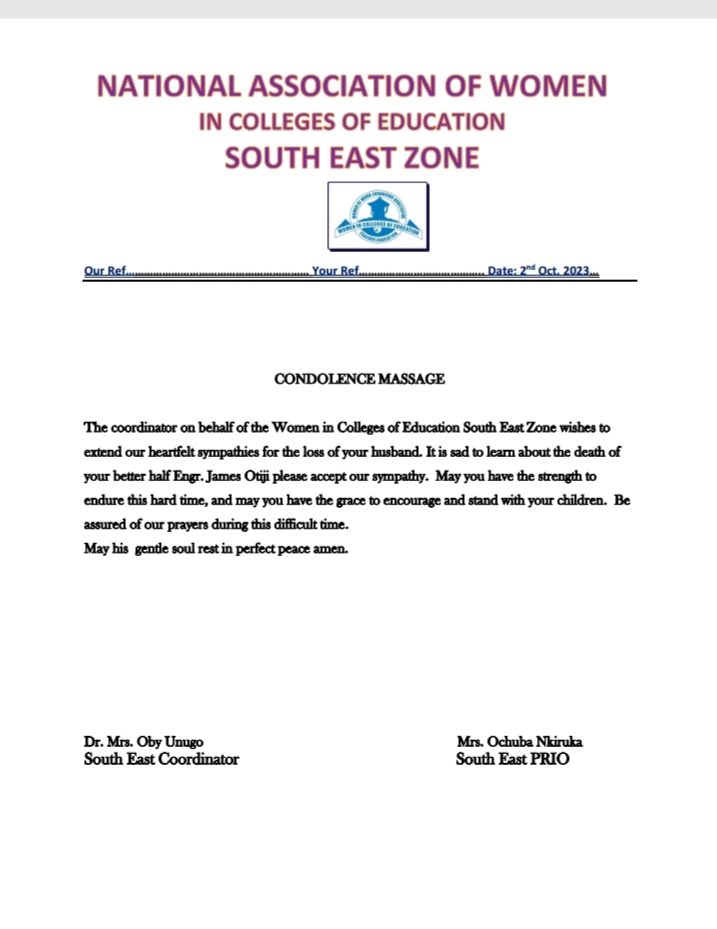 NATIONAL ASSOCIATION OF WOMEN
IN COLLEGES OF EDUCATION
SOUTH EAST ZONE
WOMEN IN COLLEGES OF EDUCATION
Our Ref................................................... Your Ref.................................... Date: 2nd Oct. 2023...
CONDOLENCE MASSAGE
The coordinator on behalf of the Women in Colleges of Education South East Zone wishes to
extend our heartfelt sympathies for the loss of your husband. It is sad to learn about the death of
your better half Engr. James Otiji please accept our sympathy. May you have the strength to
endure this hard time, and may you have the grace to encourage and stand with your children. Be
assured of our prayers during this difficult time.
May his gentle soul rest in perfect peace amen.
Dr. Mrs. Oby Unugo Mrs. Ochuba Nkiruka
South East Coordinator South East PRIO